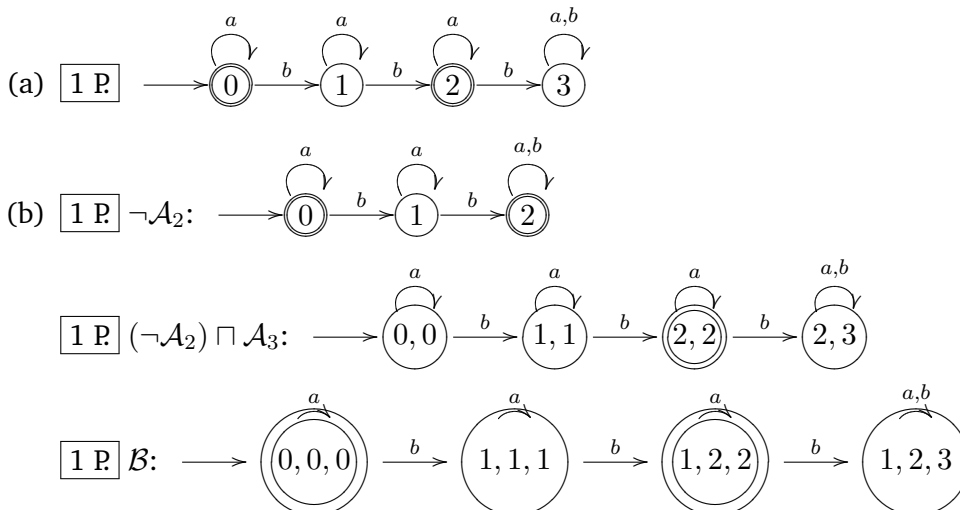 a a a a,b
(a) 1 P. 0 b 1 b 2 b 3
a a a,b
(b) 1 P. ¬𝒜₂: 0 b 1 b 2
a a a a,b
1 P. (¬𝒜₂) ⊓ 𝒜₃: 0, 0 b 1, 1 b 2, 2 b 2, 3
a a a a,b
1 P. ℬ: 0, 0, 0 b 1, 1, 1 b 1, 2, 2 b 1, 2, 3